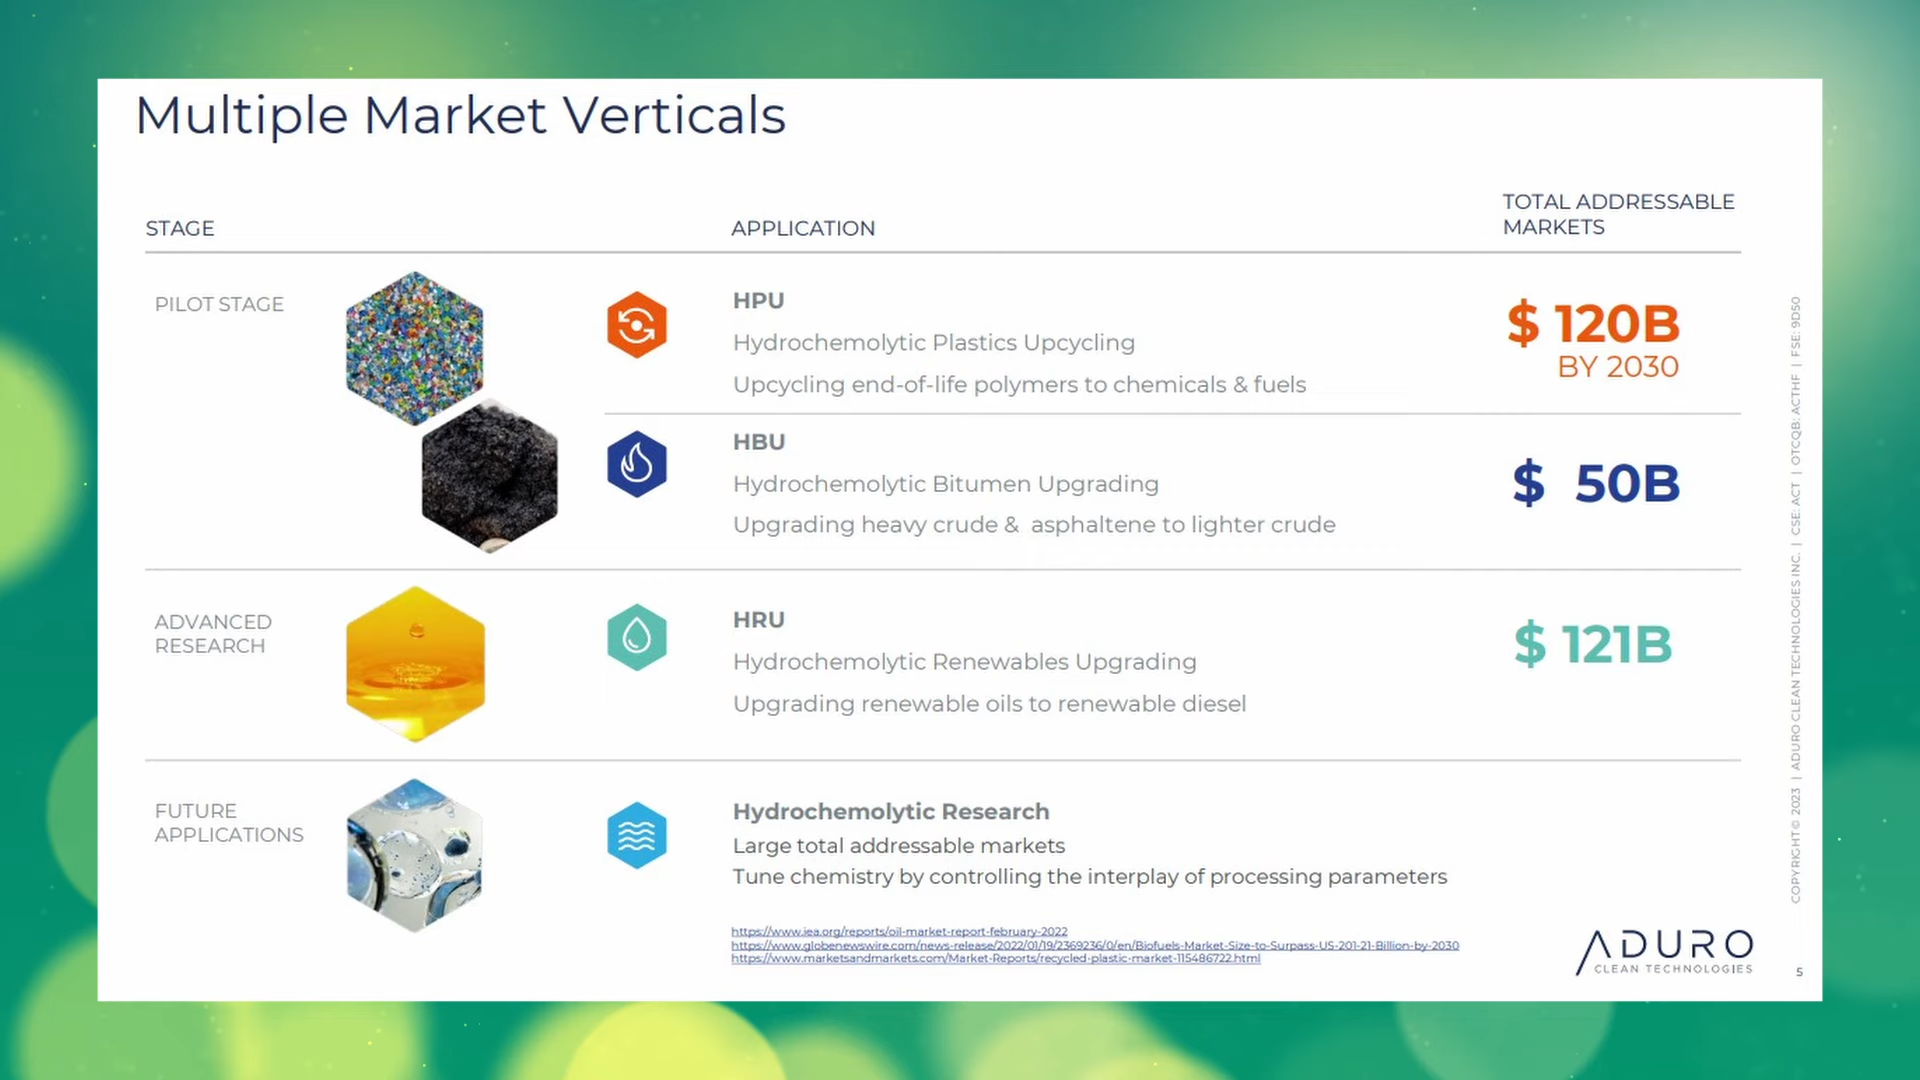 Multiple Market Verticals
STAGE
APPLICATION
TOTAL ADDRESSABLE
MARKETS
PILOT STAGE
HPU
Hydrochemolytic Plastics Upcycling
Upcycling end-of-life polymers to chemicals & fuels
$ 120B
BY 2030
HBU
Hydrochemolytic Bitumen Upgrading
Upgrading heavy crude & asphaltene to lighter crude
$ 50B
ADVANCED
RESEARCH
HRU
Hydrochemolytic Renewables Upgrading
Upgrading renewable oils to renewable diesel
$ 121B
FUTURE
APPLICATIONS
Hydrochemolytic Research
Large total addressable markets
Tune chemistry by controlling the interplay of processing parameters
https://www.iea.org/reports/oil-market-report-february-2022
https://www.globenewswire.com/news-release/2022/01/19/2369236/0/en/Biofuels-Market-Size-to-Surpass-US-201-21-Billion-by-2030
https://www.marketsandmarkets.com/Market-Reports/recycled-plastic-market-115486722.html
ADURO
CLEAN TECHNOLOGIES
5
COPYRIGHT© 2023 | ADURO CLEAN TECHNOLOGIES INC. | CSE: ACT | OTCQB: ACTHF | FSE: 9D50